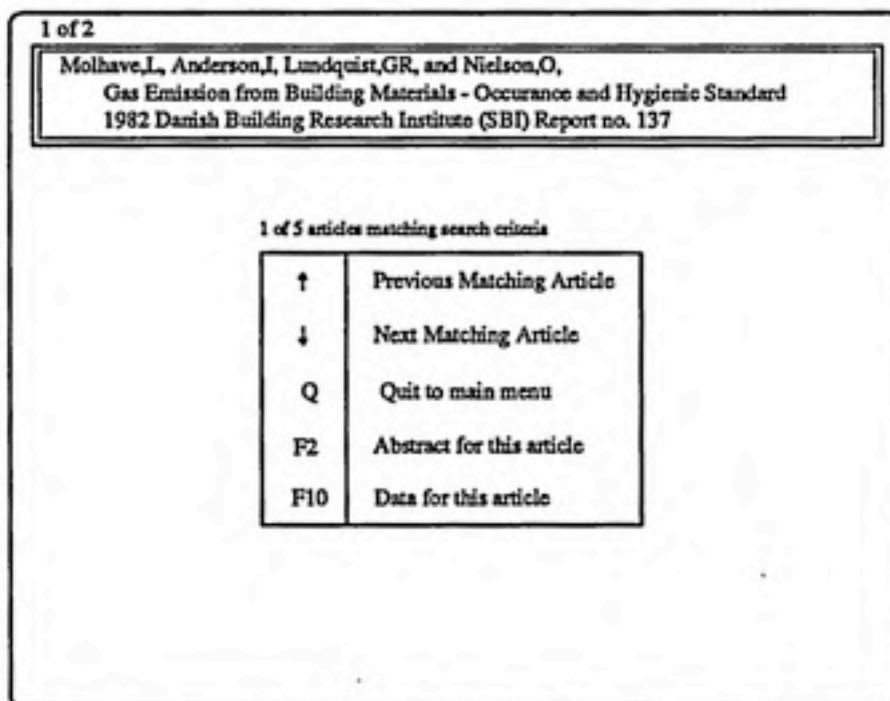 1 of 2
Molhave,L, Anderson,I, Lundquist,GR, and Nielson,O,
Gas Emission from Building Materials - Occurance and Hygienic Standard
1982 Danish Building Research Institute (SBI) Report no. 137
1 of 5 articles matching search criteria
↑ Previous Matching Article
↓ Next Matching Article
Q Quit to main menu
F2 Abstract for this article
F10 Data for this article